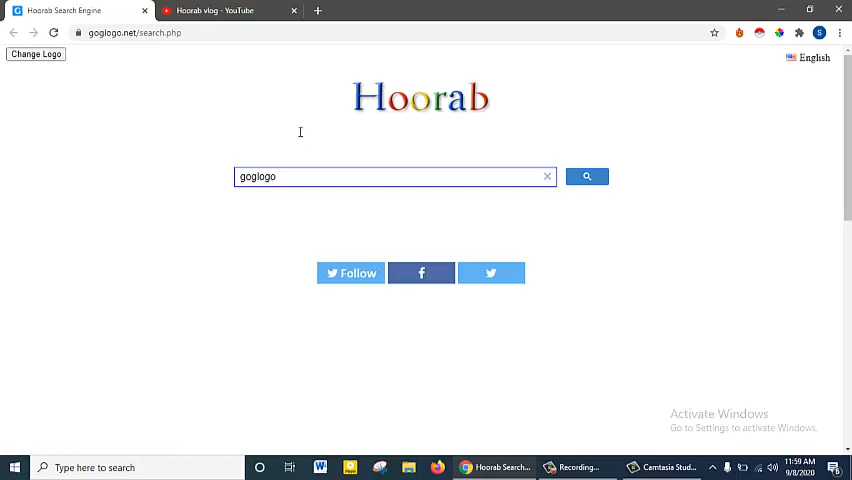 Hoorab Search Engine
Hoorab vlog - YouTube
goglogo.net/search.php
S
Change Logo
English
Hoorab
goglogo
Follow
Activate Windows
Go to Settings to activate Windows.
Type here to search
Hoorab Search...
Recording...
Camtasia Stud...
11:59 AM
9/8/2020